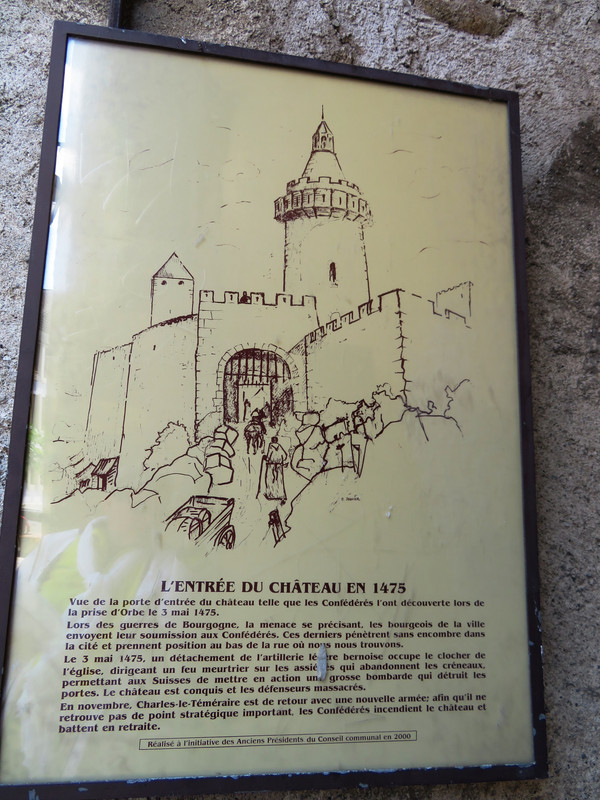 L'ENTRÉE DU CHÂTEAU EN 1475
Vue de la porte d'entrée du château telle que les Confédérés l'ont découverte lors de
la prise d'Orbe le 3 mai 1475.
Lors des guerres de Bourgogne, la menace se précisant, les bourgeois de la ville
envoyent leur soumission aux Confédérés. Ces derniers pénètrent sans encombre dans
la cité et prennent position au bas de la rue où nous nous trouvons.
Le 3 mai 1475, un détachement de l'artillerie légère bernoise occupe le clocher de
l'église, dirigeant un feu meurtrier sur les assiégés qui abandonnent les créneaux,
permettant aux Suisses de mettre en action une grosse bombarde qui détruit les
portes. Le château est conquis et les défenseurs massacrés.
En novembre, Charles-le-Téméraire est de retour avec une nouvelle armée; afin qu'il ne
retrouve pas de point stratégique important, les Confédérés incendient le château et
battent en retraite.
Réalisé à l'initiative des Anciens Présidents du Conseil communal en 2000